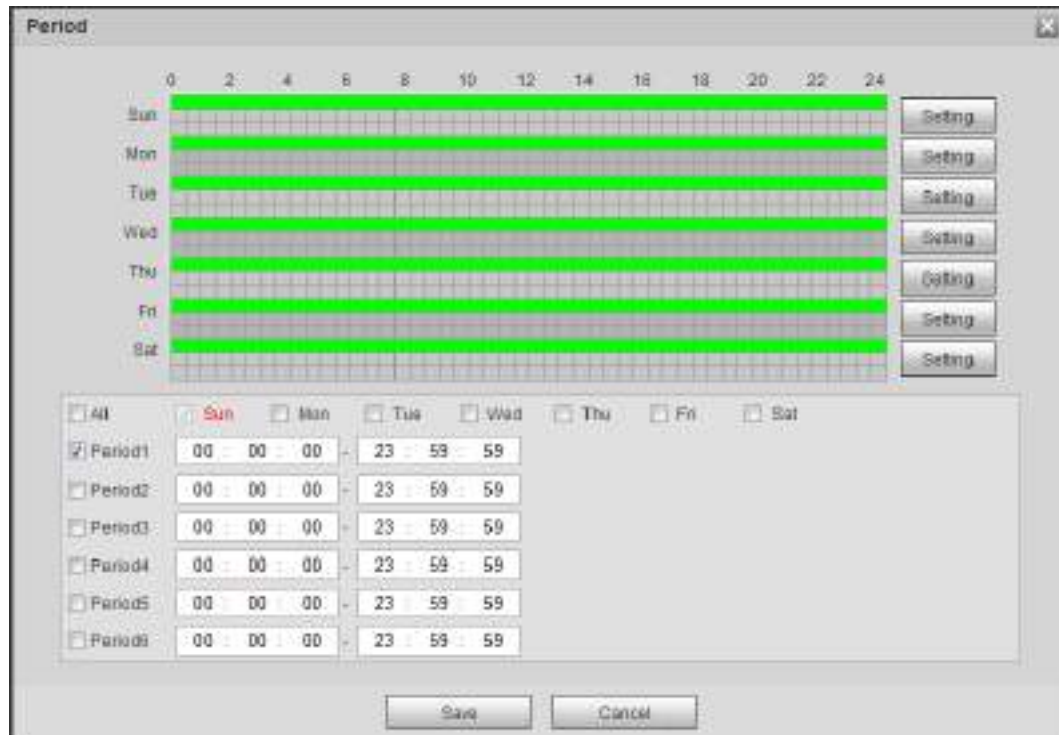 Period
0 2 4 6 8 10 12 14 16 18 20 22 24
Sun Setting
Mon Setting
Tue Setting
Wed Setting
Thu Setting
Fri Setting
Sat Setting
All Sun Mon Tue Wed Thu Fri Sat
Period1 00 : 00 : 00 - 23 : 59 : 59
Period2 00 : 00 : 00 - 23 : 59 : 59
Period3 00 : 00 : 00 - 23 : 59 : 59
Period4 00 : 00 : 00 - 23 : 59 : 59
Period5 00 : 00 : 00 - 23 : 59 : 59
Period6 00 : 00 : 00 - 23 : 59 : 59
Save Cancel